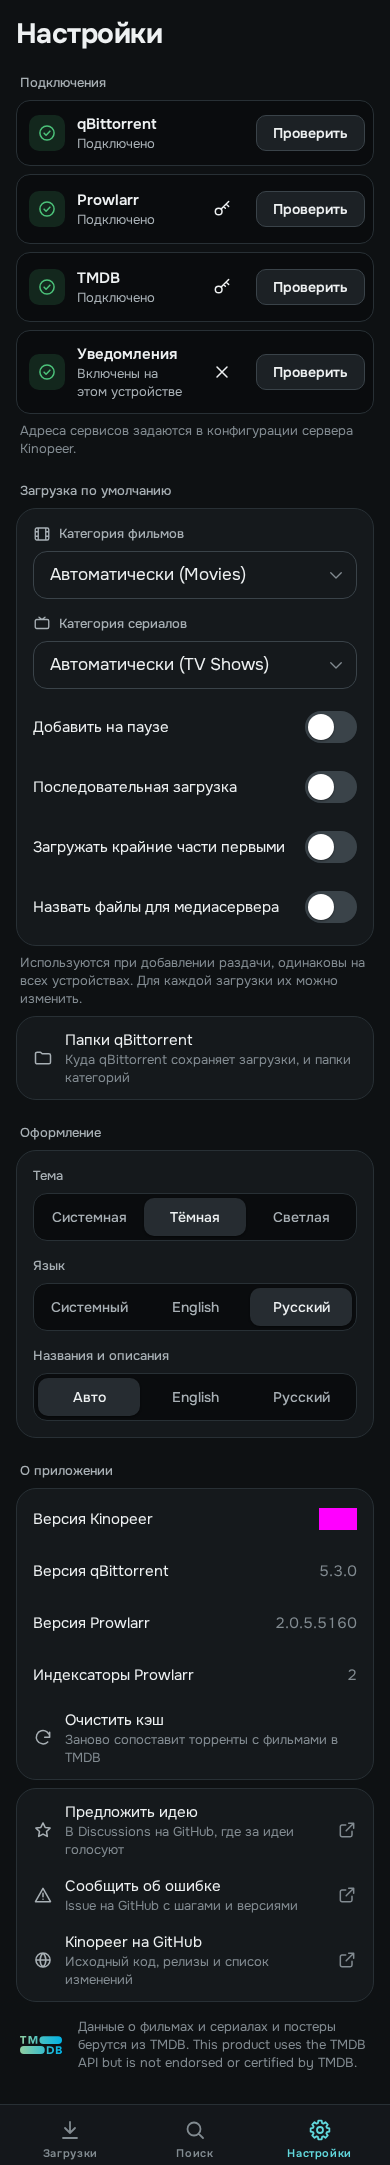 Настройки
Подключения
qBittorrent
Подключено
Проверить
Prowlarr
Подключено
Проверить
TMDB
Подключено
Проверить
Уведомления
Включены на
этом устройстве
Проверить
Адреса сервисов задаются в конфигурации сервера
Kinopeer.
Загрузка по умолчанию
Категория фильмов
Автоматически (Movies)
Категория сериалов
Автоматически (TV Shows)
Добавить на паузе
Последовательная загрузка
Загружать крайние части первыми
Назвать файлы для медиасервера
Используются при добавлении раздачи, одинаковы на
всех устройствах. Для каждой загрузки их можно
изменить.
Папки qBittorrent
Куда qBittorrent сохраняет загрузки, и папки
категорий
Оформление
Тема
Системная Тёмная Светлая
Язык
Системный English Русский
Названия и описания
Авто English Русский
О приложении
Версия Kinopeer
Версия qBittorrent 5.3.0
Версия Prowlarr 2.0.5.5160
Индексаторы Prowlarr 2
Очистить кэш
Заново сопоставит торренты с фильмами в
TMDB
Предложить идею
В Discussions на GitHub, где за идеи
голосуют
Сообщить об ошибке
Issue на GitHub с шагами и версиями
Kinopeer на GitHub
Исходный код, релизы и список
изменений
TMDB
Данные о фильмах и сериалах и постеры
берутся из TMDB. This product uses the TMDB
API but is not endorsed or certified by TMDB.
Загрузки Поиск Настройки